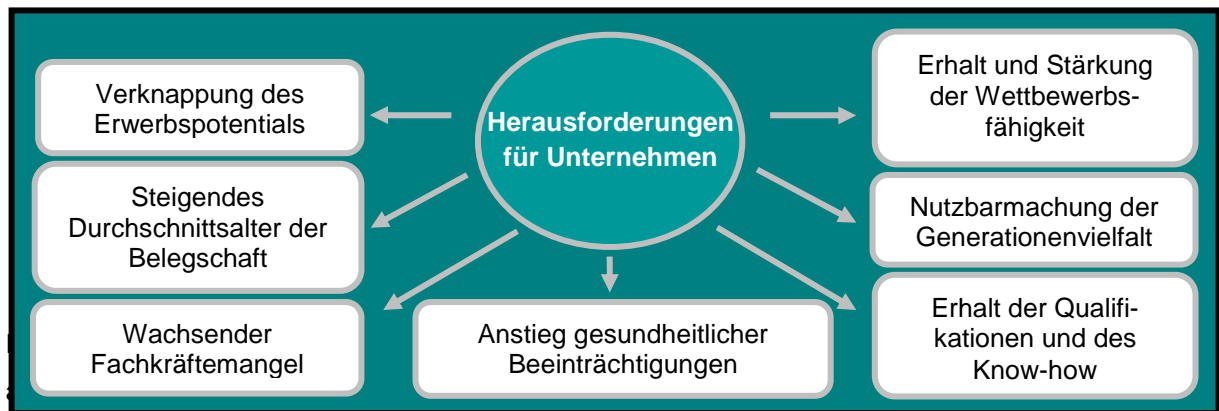 Herausforderungen
für Unternehmen
Verknappung des
Erwerbspotentials
Steigendes
Durchschnittsalter der
Belegschaft
Wachsender
Fachkräftemangel
Anstieg gesundheitlicher
Beeinträchtigungen
Erhalt und Stärkung
der Wettbewerbs-
fähigkeit
Nutzbarmachung der
Generationenvielfalt
Erhalt der Qualifi-
kationen und des
Know-how